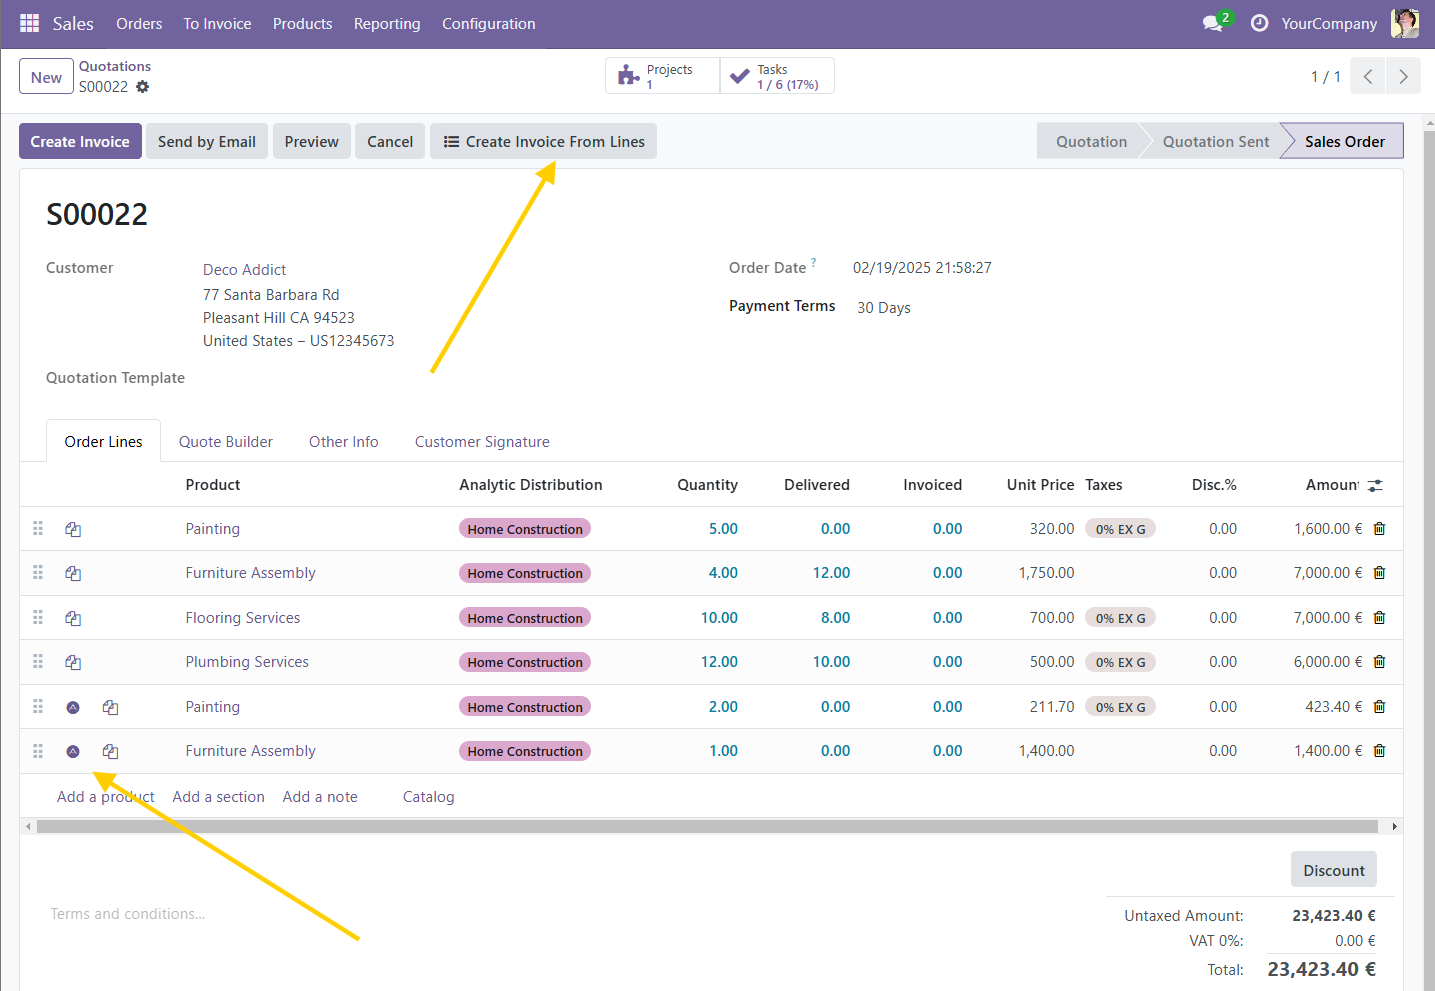 Sales Orders To Invoice Products Reporting Configuration 2 YourCompany
New Quotations
S00022
Projects
1
Tasks
1 / 6 (17%)
1 / 1
Create Invoice Send by Email Preview Cancel Create Invoice From Lines Quotation Quotation Sent Sales Order
S00022
Customer Deco Addict
77 Santa Barbara Rd
Pleasant Hill CA 94523
United States – US12345673
Order Date ? 02/19/2025 21:58:27
Payment Terms 30 Days
Quotation Template
Order Lines Quote Builder Other Info Customer Signature
Product Analytic Distribution Quantity Delivered Invoiced Unit Price Taxes Disc.% Amount
Painting Home Construction 5.00 0.00 0.00 320.00 0% EX G 0.00 1,600.00 €
Furniture Assembly Home Construction 4.00 12.00 0.00 1,750.00 0.00 7,000.00 €
Flooring Services Home Construction 10.00 8.00 0.00 700.00 0% EX G 0.00 7,000.00 €
Plumbing Services Home Construction 12.00 10.00 0.00 500.00 0% EX G 0.00 6,000.00 €
Painting Home Construction 2.00 0.00 0.00 211.70 0% EX G 0.00 423.40 €
Furniture Assembly Home Construction 1.00 0.00 0.00 1,400.00 0.00 1,400.00 €
Add a product Add a section Add a note Catalog
Discount
Terms and conditions...
Untaxed Amount: 23,423.40 €
VAT 0%: 0.00 €
Total: 23,423.40 €